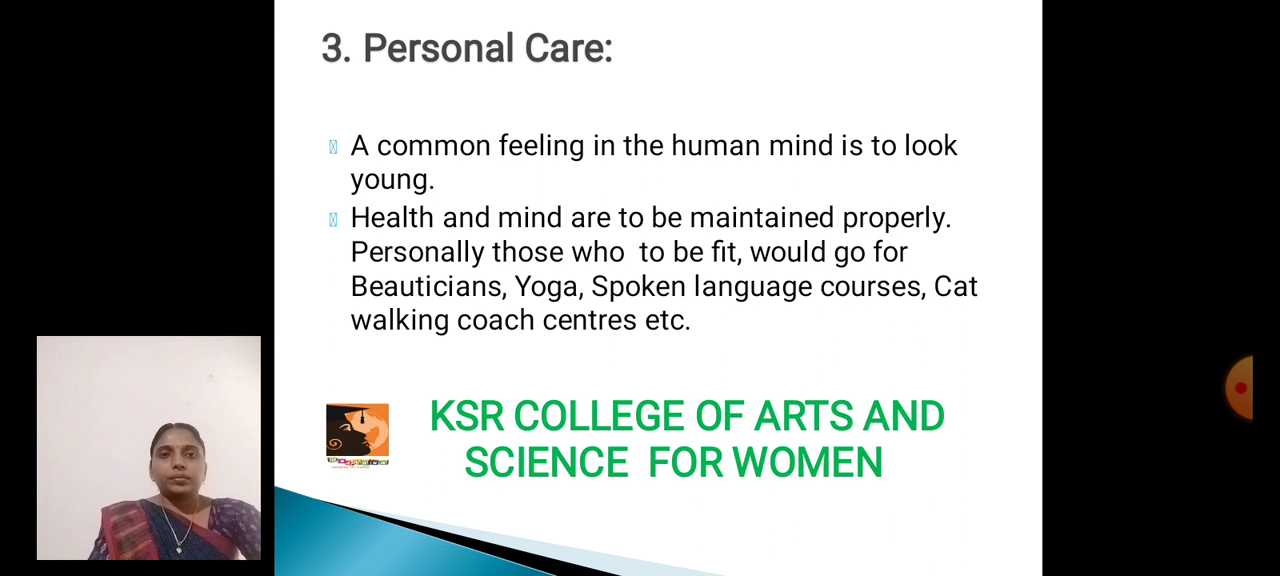 3. Personal Care:
A common feeling in the human mind is to look
young.
Health and mind are to be maintained properly.
Personally those who  to be fit, would go for
Beauticians, Yoga, Spoken language courses, Cat
walking coach centres etc.
KSR COLLEGE OF ARTS AND
SCIENCE  FOR WOMEN